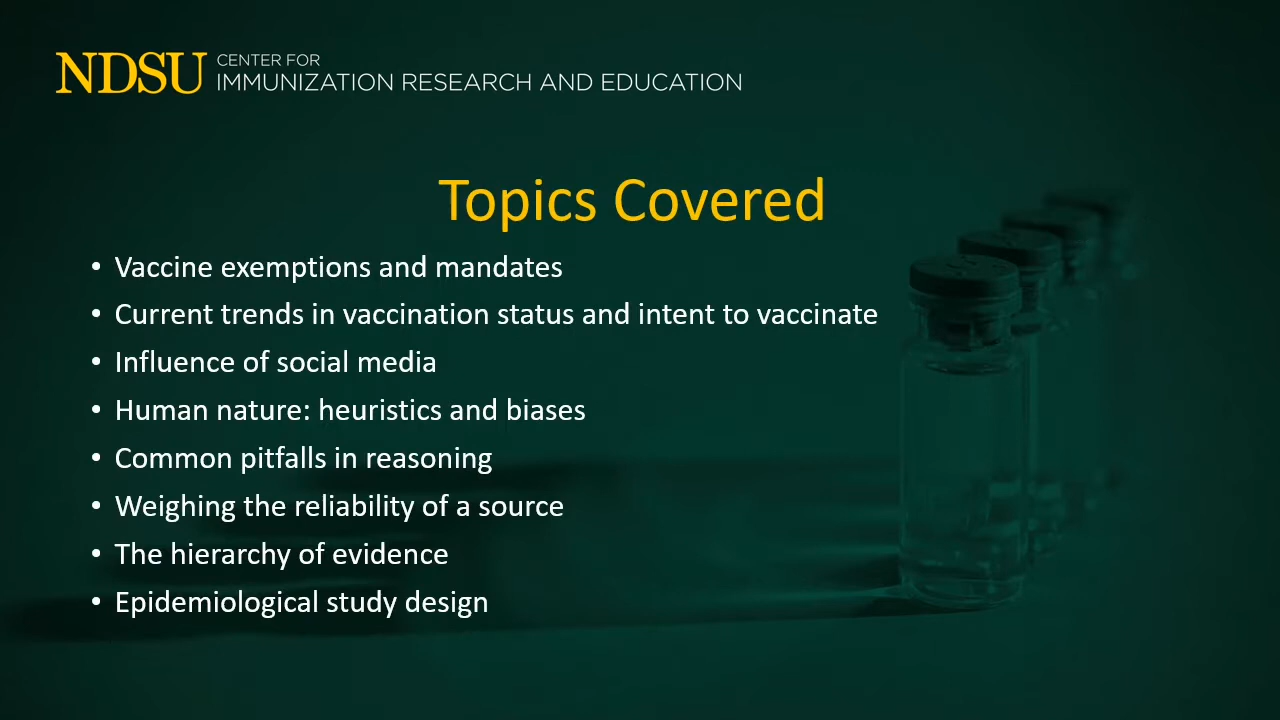 NDSU CENTER FOR
IMMUNIZATION RESEARCH AND EDUCATION
Topics Covered
• Vaccine exemptions and mandates
• Current trends in vaccination status and intent to vaccinate
• Influence of social media
• Human nature: heuristics and biases
• Common pitfalls in reasoning
• Weighing the reliability of a source
• The hierarchy of evidence
• Epidemiological study design